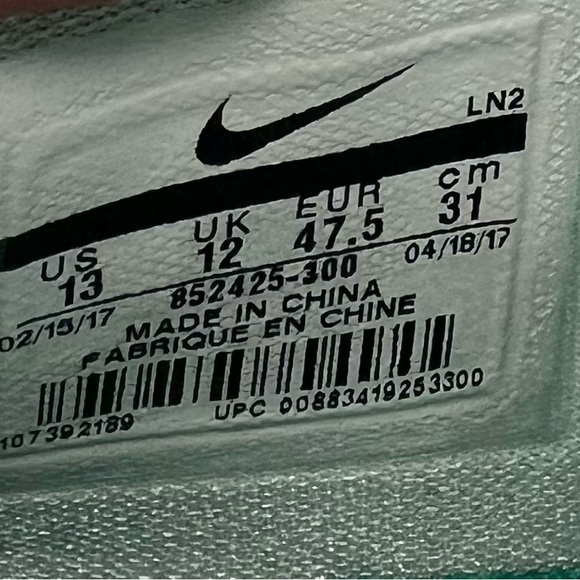 LN2
US UK EUR cm
13 12 47.5 31
02/15/17 852425-300 04/18/17
MADE IN CHINA
FABRIQUE EN CHINE
107392189 UPC 00883419253300